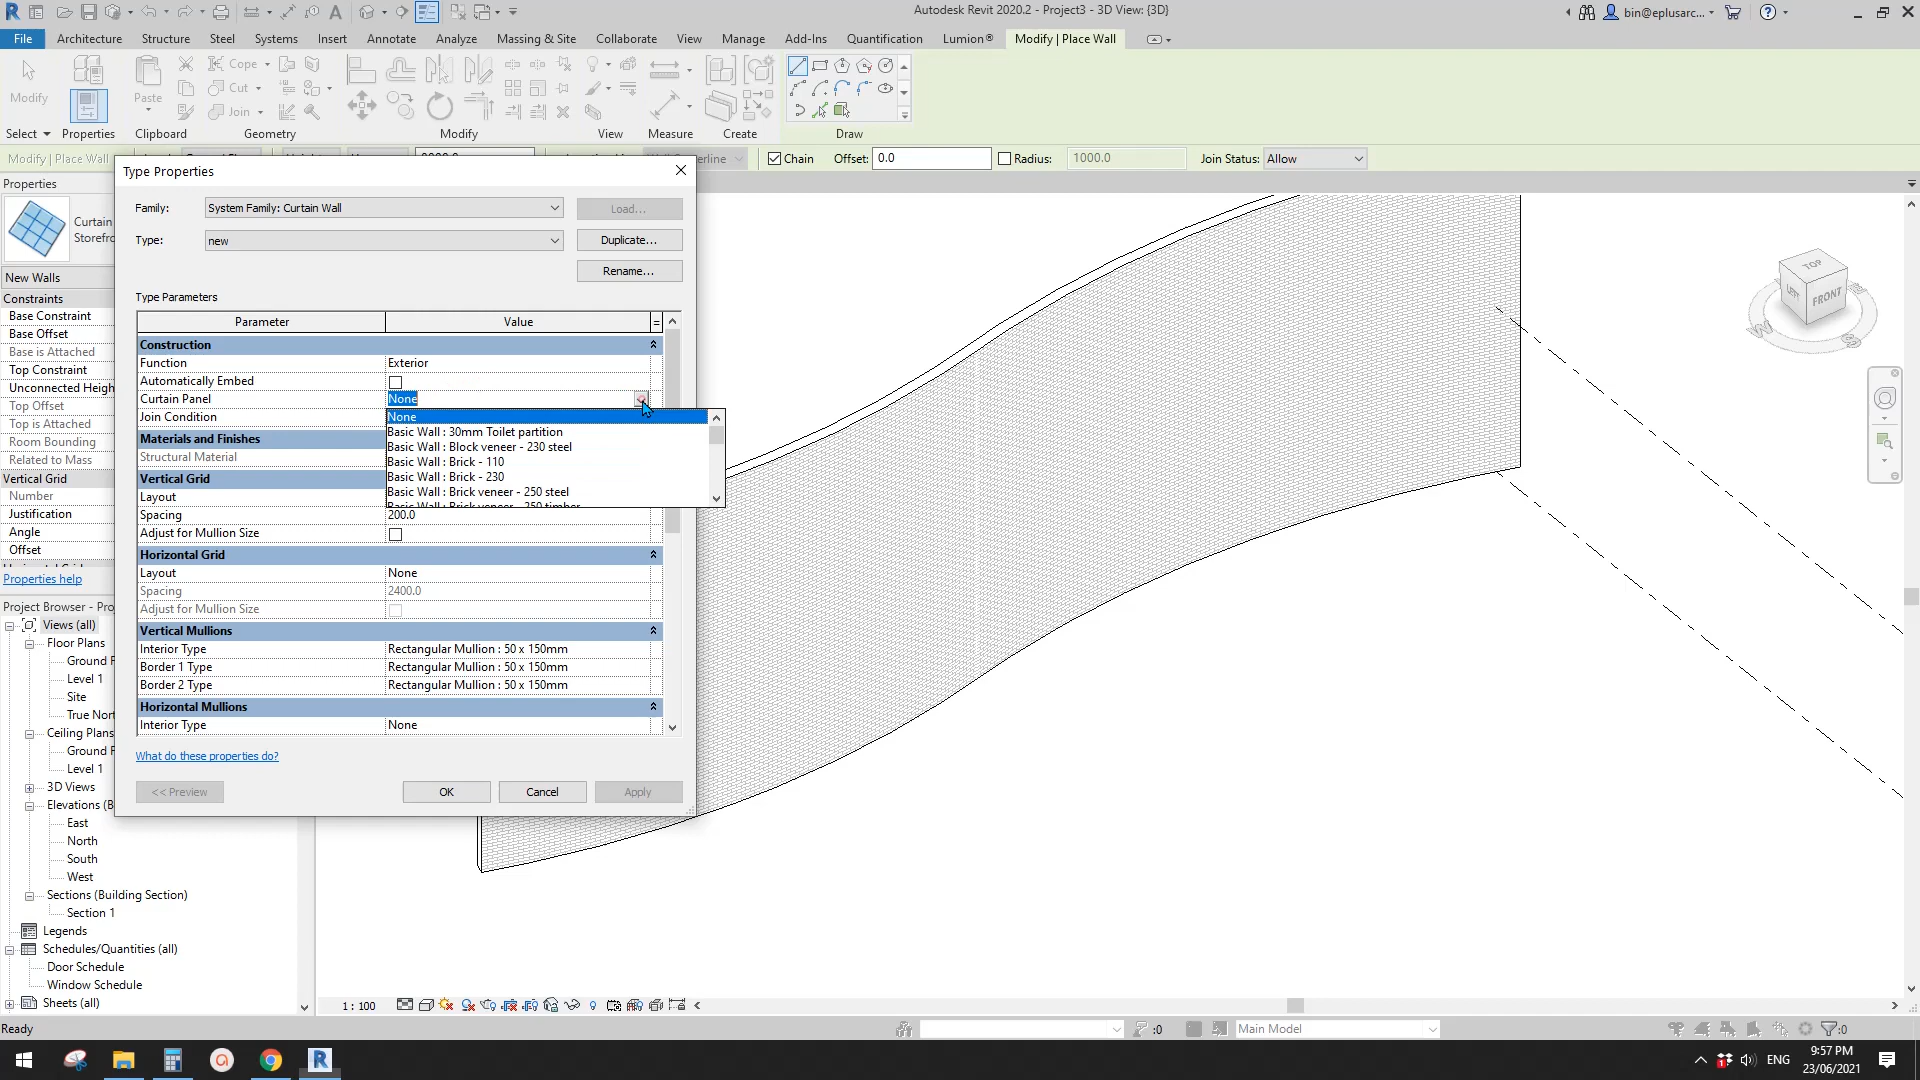 Autodesk Revit 2020.2 - Project3 - 3D View: {3D}
bin@eplusarc...
File Architecture Structure Steel Systems Insert Annotate Analyze Massing & Site Collaborate View Manage Add-Ins Quantification Lumion® Modify | Place Wall
Modify
Paste
Cope
Cut
Join
Select Properties Clipboard Geometry Modify View Measure Create Draw
Modify | Place Wall
Chain Offset: 0.0 Radius: 1000.0 Join Status: Allow
Properties
Curtain
Storefro
New Walls
Constraints
Base Constraint
Base Offset
Base is Attached
Top Constraint
Unconnected Heigh
Top Offset
Top is Attached
Room Bounding
Related to Mass
Vertical Grid
Number
Justification
Angle
Offset
Properties help
Type Properties
Family: System Family: Curtain Wall Load...
Type: new Duplicate...
Rename...
Type Parameters
Parameter Value =
Construction
Function Exterior
Automatically Embed
Curtain Panel None
Join Condition None
Basic Wall : 30mm Toilet partition
Materials and Finishes Basic Wall : Block veneer - 230 steel
Structural Material Basic Wall : Brick - 110
Vertical Grid Basic Wall : Brick - 230
Layout Basic Wall : Brick veneer - 250 steel
Basic Wall : Brick veneer - 250 timber
Spacing 200.0
Adjust for Mullion Size
Horizontal Grid
Layout None
Spacing 2400.0
Adjust for Mullion Size
Vertical Mullions
Interior Type Rectangular Mullion : 50 x 150mm
Border 1 Type Rectangular Mullion : 50 x 150mm
Border 2 Type Rectangular Mullion : 50 x 150mm
Horizontal Mullions
Interior Type None
What do these properties do?
<< Preview OK Cancel Apply
Project Browser - Proj
Views (all)
Floor Plans
Ground F
Level 1
Site
True Nort
Ceiling Plans
Ground F
Level 1
3D Views
Elevations (B
East
North
South
West
Sections (Building Section)
Section 1
Legends
Schedules/Quantities (all)
Door Schedule
Window Schedule
Sheets (all)
TOP
LEFT
FRONT
W
S
1 : 100
Ready
:0
Main Model
:0
ENG
9:57 PM
23/06/2021